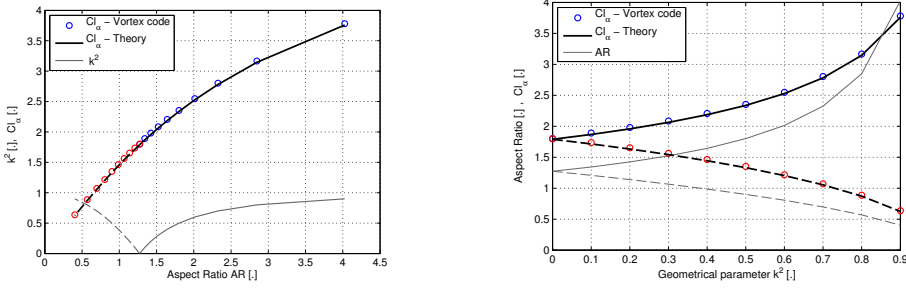 4
3.5
3
2.5
2
1.5
1
0.5
0
k² [.], Cl_α [.]
Cl_α − Vortex code
Cl_α − Theory
k²
0 0.5 1 1.5 2 2.5 3 3.5 4 4.5
Aspect Ratio AR [.]
4
3.5
3
2.5
2
1.5
1
0.5
0
Aspect Ratio [.] , Cl_α [.]
Cl_α − Vortex code
Cl_α − Theory
AR
0 0.1 0.2 0.3 0.4 0.5 0.6 0.7 0.8 0.9
Geometrical parameter k² [.]